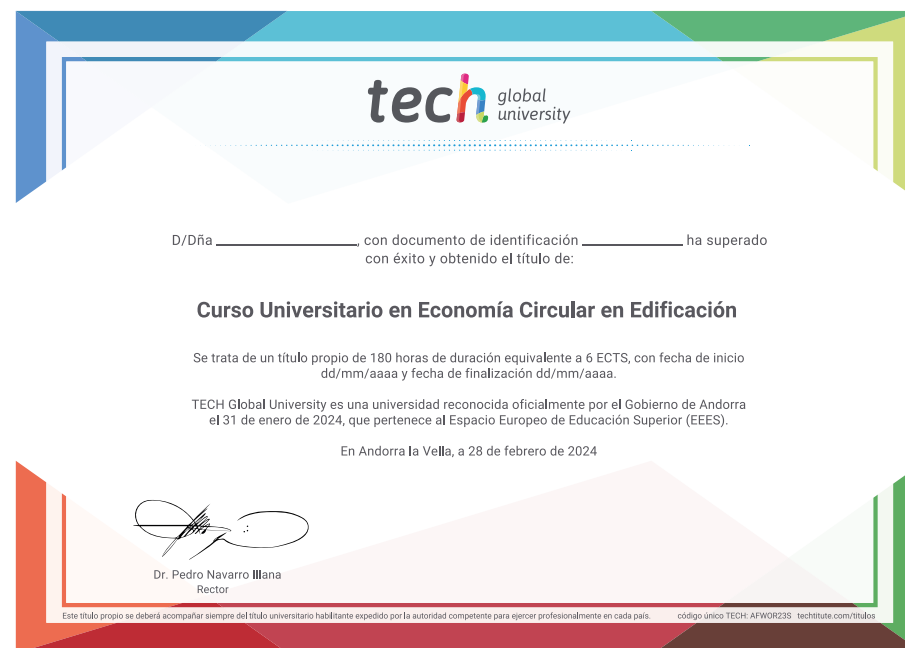 tech global university
D/Dña ____________, con documento de identificación ____________ ha superado
con éxito y obtenido el título de:
Curso Universitario en Economía Circular en Edificación
Se trata de un título propio de 180 horas de duración equivalente a 6 ECTS, con fecha de inicio
dd/mm/aaaa y fecha de finalización dd/mm/aaaa.
TECH Global University es una universidad reconocida oficialmente por el Gobierno de Andorra
el 31 de enero de 2024, que pertenece al Espacio Europeo de Educación Superior (EEES).
En Andorra la Vella, a 28 de febrero de 2024
Dr. Pedro Navarro Illana
Rector
Este título propio se deberá acompañar siempre del título universitario habilitante expedido por la autoridad competente para ejercer profesionalmente en cada país. código único TECH: AFWOR23S techtitute.com/titulos